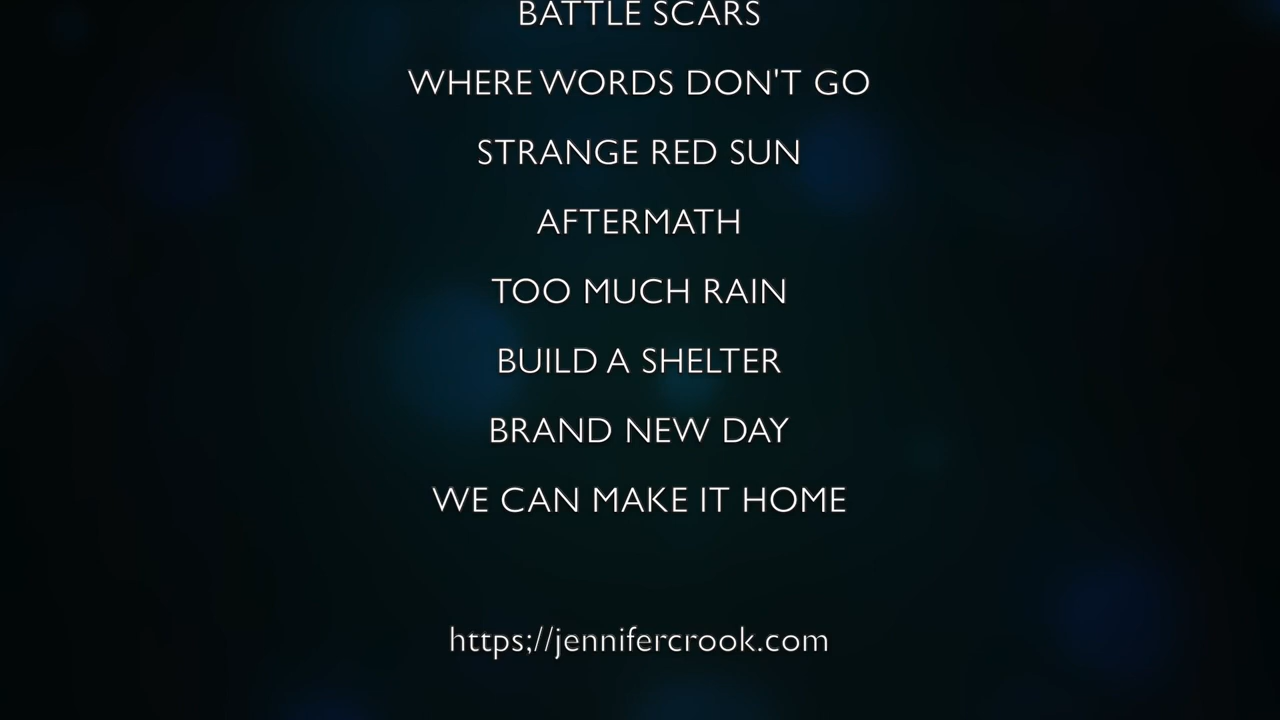 BATTLE SCARS
WHERE WORDS DON'T GO
STRANGE RED SUN
AFTERMATH
TOO MUCH RAIN
BUILD A SHELTER
BRAND NEW DAY
WE CAN MAKE IT HOME
https;//jennifercrook.com